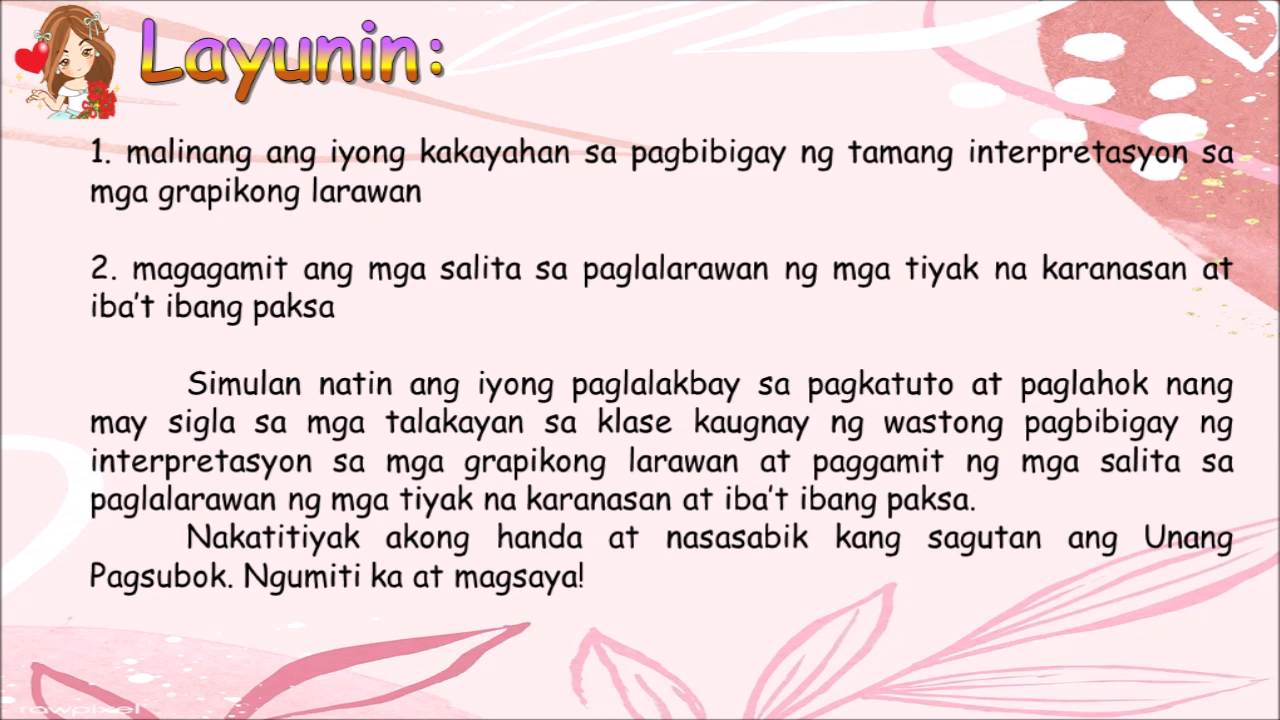 Layunin:
1. malinang ang iyong kakayahan sa pagbibigay ng tamang interpretasyon sa
mga grapikong larawan
2. magagamit ang mga salita sa paglalarawan ng mga tiyak na karanasan at
iba’t ibang paksa
Simulan natin ang iyong paglalakbay sa pagkatuto at paglahok nang
may sigla sa mga talakayan sa klase kaugnay ng wastong pagbibigay ng
interpretasyon sa mga grapikong larawan at paggamit ng mga salita sa
paglalarawan ng mga tiyak na karanasan at iba’t ibang paksa.
Nakatitiyak akong handa at nasasabik kang sagutan ang Unang
Pagsubok. Ngumiti ka at magsaya!
rawpixel